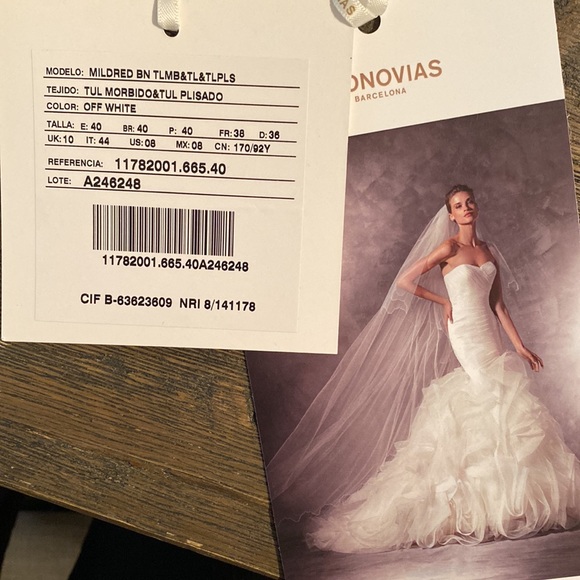 MODELO: MILDRED BN TLMB&TL&TLPLS
TEJIDO: TUL MORBIDO&TUL PLISADO
COLOR: OFF WHITE
TALLA: E: 40 BR: 40 P: 40 FR: 38 D: 36
UK: 10 IT: 44 US: 08 MX: 08 CN: 170/92Y
REFERENCIA: 11782001.665.40
LOTE: A246248
11782001.665.40A246248
CIF B-63623609 NRI 8/141178
ONOVIAS
BARCELONA